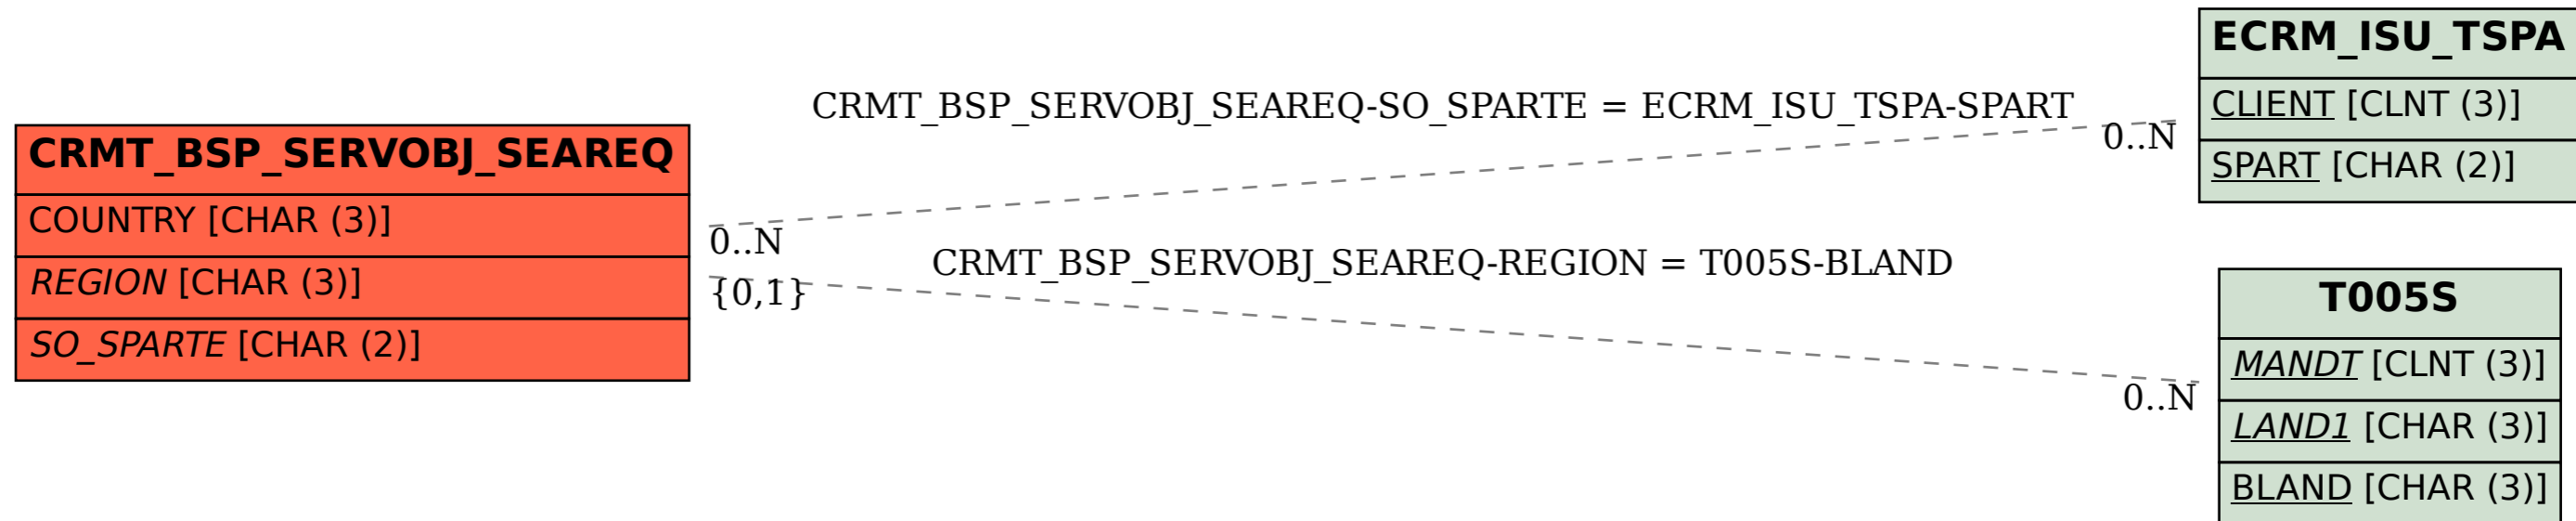 CRMT_BSP_SERVOBJ_SEAREQ
COUNTRY [CHAR (3)]
REGION [CHAR (3)]
SO_SPARTE [CHAR (2)]
CRMT_BSP_SERVOBJ_SEAREQ-SO_SPARTE = ECRM_ISU_TSPA-SPART
0..N
0..N
CRMT_BSP_SERVOBJ_SEAREQ-REGION = T005S-BLAND
{0,1}
0..N
ECRM_ISU_TSPA
CLIENT [CLNT (3)]
SPART [CHAR (2)]
T005S
MANDT [CLNT (3)]
LAND1 [CHAR (3)]
BLAND [CHAR (3)]